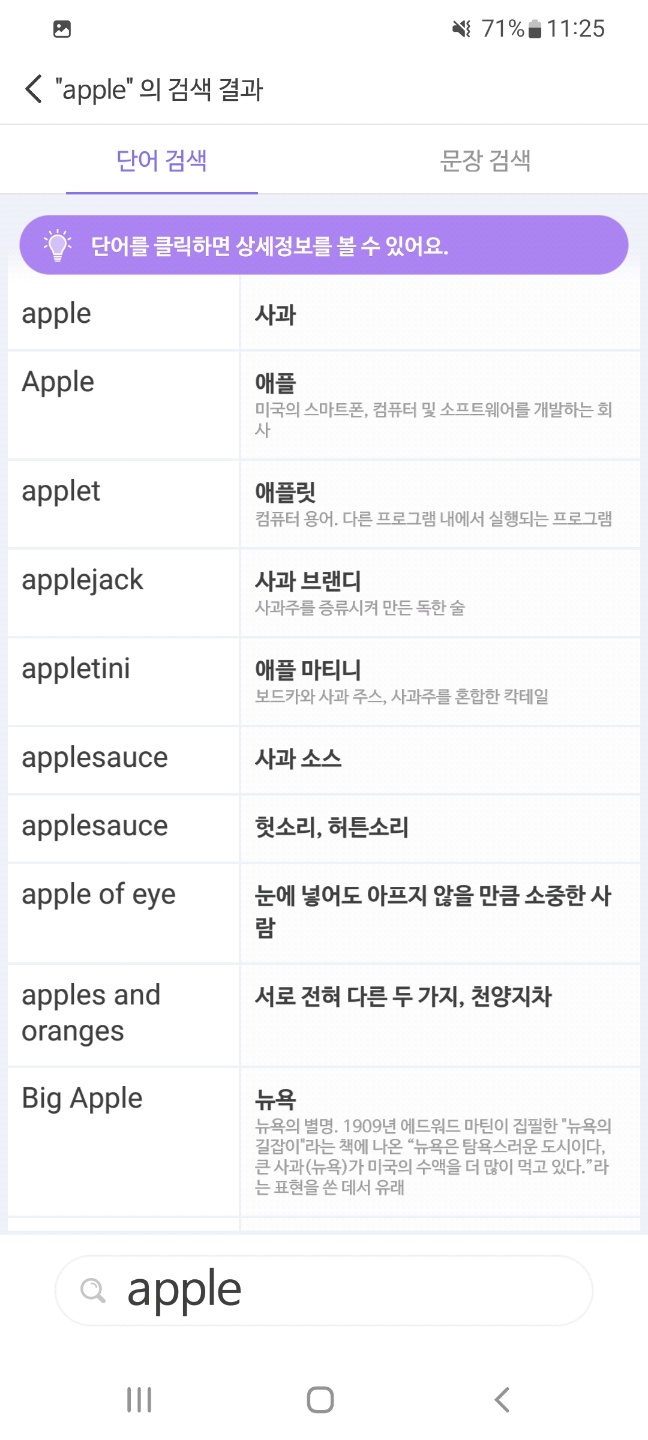 71% 11:25
"apple" 의 검색 결과
단어 검색 문장 검색
단어를 클릭하면 상세정보를 볼 수 있어요.
apple 사과
Apple 애플
미국의 스마트폰, 컴퓨터 및 소프트웨어를 개발하는 회
사
applet 애플릿
컴퓨터 용어. 다른 프로그램 내에서 실행되는 프로그램
applejack 사과 브랜디
사과주를 증류시켜 만든 독한 술
appletini 애플 마티니
보드카와 사과 주스, 사과주를 혼합한 칵테일
applesauce 사과 소스
applesauce 헛소리, 허튼소리
apple of eye 눈에 넣어도 아프지 않을 만큼 소중한 사
람
apples and 서로 전혀 다른 두 가지, 천양지차
oranges
Big Apple 뉴욕
뉴욕의 별명. 1909년 에드워드 마틴이 집필한 "뉴욕의
길잡이"라는 책에 나온 “뉴욕은 탐욕스러운 도시이다,
큰 사과(뉴욕)가 미국의 수액을 더 많이 먹고 있다.”라
는 표현을 쓴 데서 유래
apple